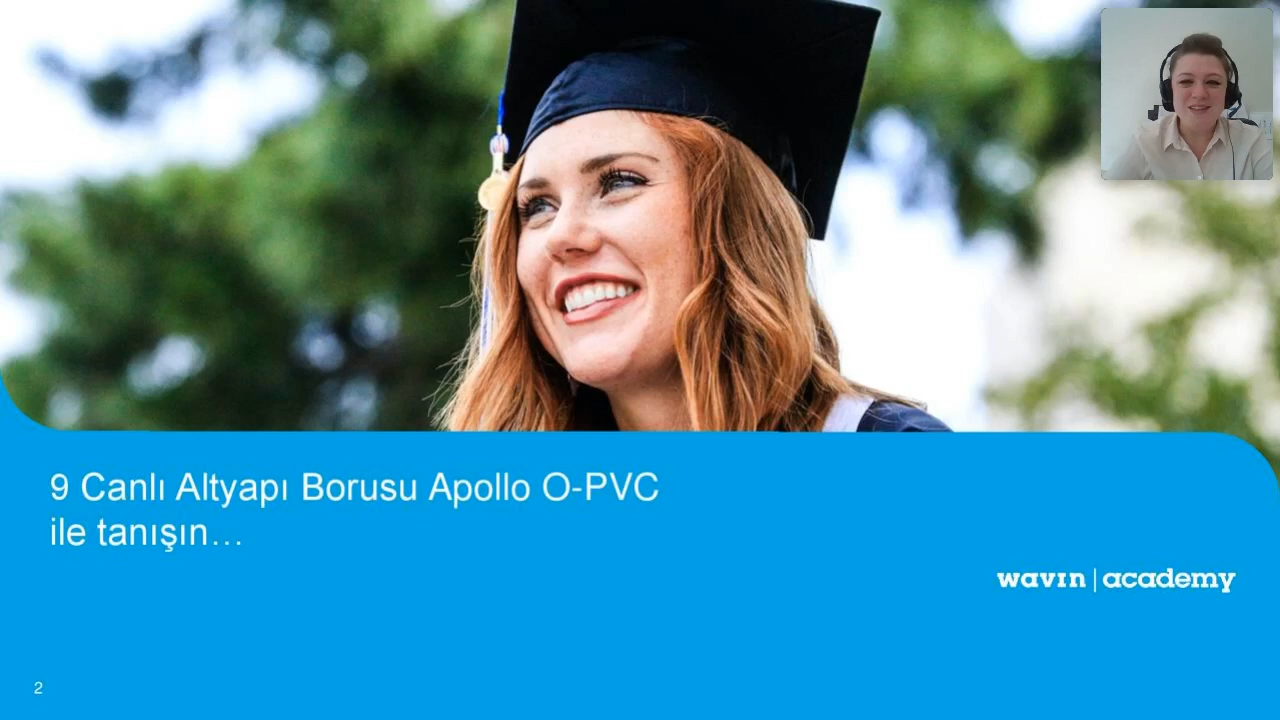 9 Canlı Altyapı Borusu Apollo O-PVC
ile tanışın...
wavin | academy
2